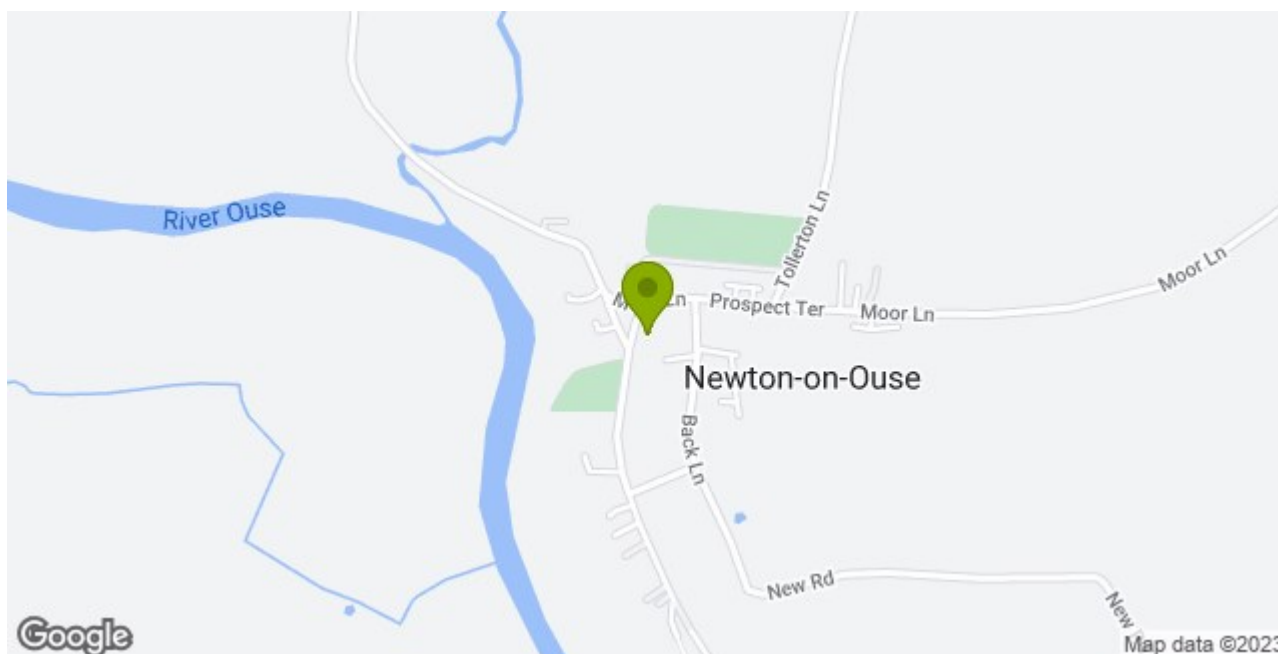 River Ouse
Tollerton Ln
Moor Ln
Ln
Prospect Ter
Moor Ln
Newton-on-Ouse
Back Ln
New Rd
New
Google
Map data ©2023